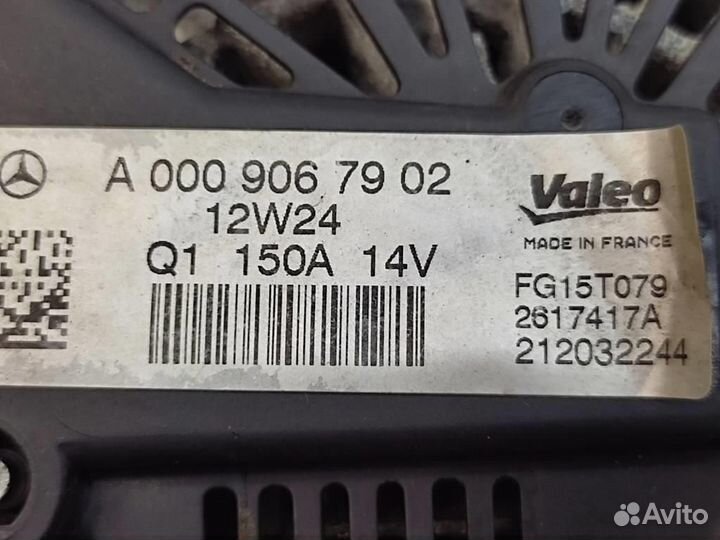 A 000 906 79 02
12W24
Q1 150A 14V
Valeo
MADE IN FRANCE
FG15T079
2617417A
212032244
Avito